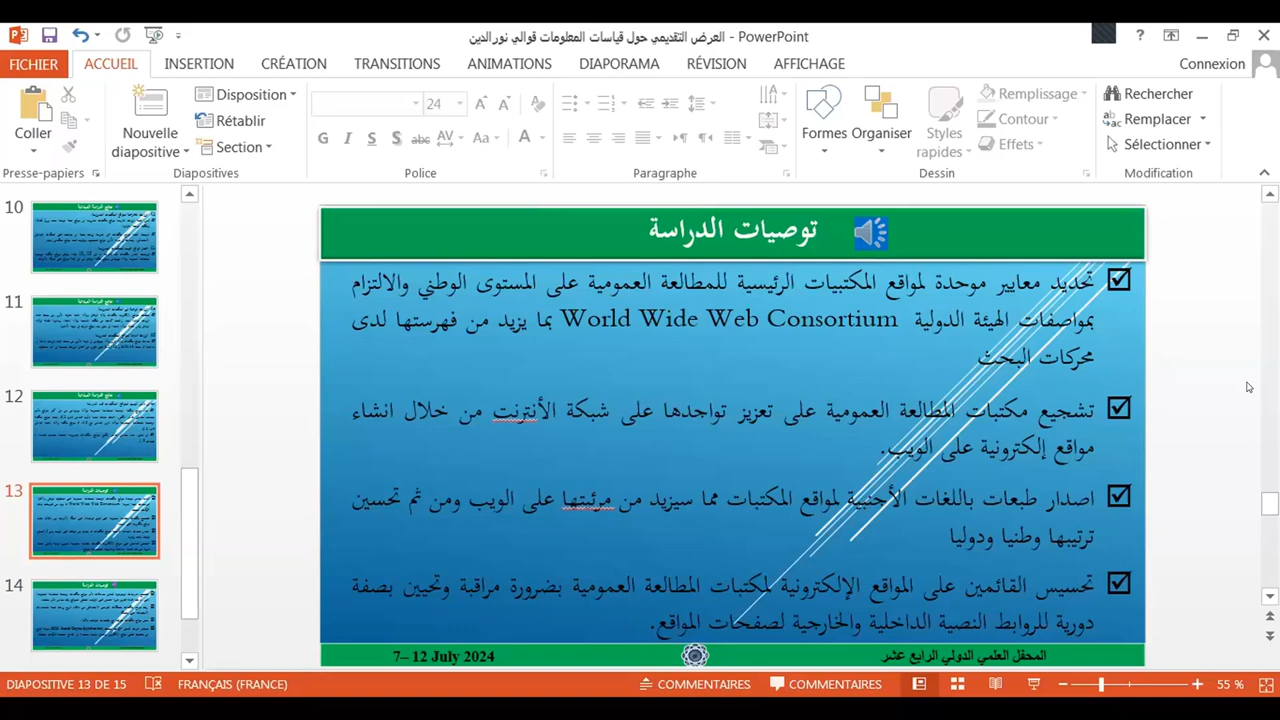 العرض التقديمي حول قياسات المعلومات قوالي نورالدين - PowerPoint
FICHIER ACCUEIL INSERTION CRÉATION TRANSITIONS ANIMATIONS DIAPORAMA RÉVISION AFFICHAGE Connexion
Coller
Nouvelle diapositive
Disposition
Rétablir
Section
24
Formes
Organiser
Styles rapides
Remplissage
Contour
Effets
Rechercher
Remplacer
Sélectionner
Presse-papiers Diapositives Police Paragraphe Dessin Modification
10
11
12
13
14
توصيات الدراسة
تحديد معايير موحدة لمواقع المكتبيات الرئيسية للمطالعة العمومية على المستوى الوطني والالتزام
بمواصفات الهيئة الدولية World Wide Web Consortium بما يزيد من فهرستها لدى
محركات البحث
تشجيع مكتبات المطالعة العمومية على تعزيز تواجدها على شبكة الأنترنت من خلال انشاء
مواقع إلكترونية على الويب.
اصدار طبعات باللغات الأجنبية لمواقع المكتبات مما سيزيد من مرئيتها على الويب ومن ثم تحسين
ترتيبها وطنيا ودوليا
تحسيس القائمين على المواقع الإلكترونية لمكتبات المطالعة العمومية بضرورة مراقبة وتحيين بصفة
دورية للروابط النصية الداخلية والخارجية لصفحات المواقع.
المحفل العلمي الدولي الرابع عشر
7– 12 July 2024
DIAPOSITIVE 13 DE 15 FRANÇAIS (FRANCE) COMMENTAIRES COMMENTAIRES 55 %